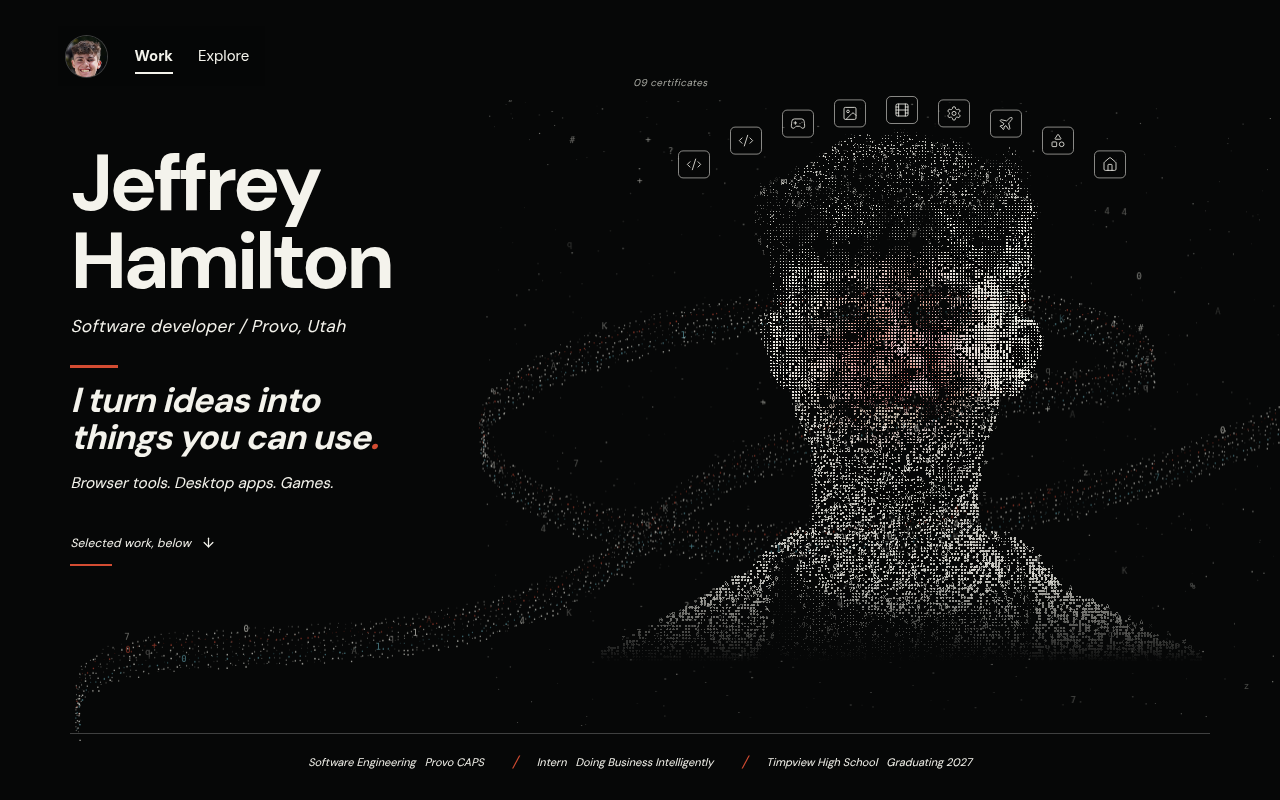 Work
Explore
09 certificates
Jeffrey
Hamilton
Software developer / Provo, Utah
I turn ideas into
things you can use.
Browser tools. Desktop apps. Games.
Selected work, below ↓
Software Engineering Provo CAPS / Intern Doing Business Intelligently / Timpview High School Graduating 2027